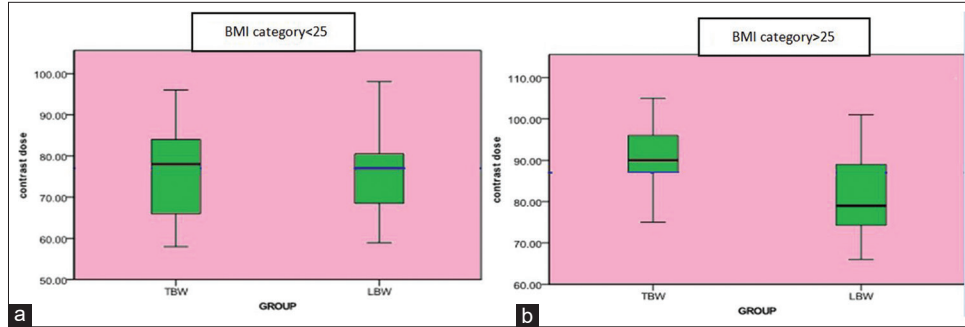 BMI category<25
100.00
90.00
80.00
70.00
60.00
50.00
contrast dose
TBW
LBW
GROUP
a
BMI category>25
110.00
100.00
90.00
80.00
70.00
60.00
contrast dose
TBW
LBW
GROUP
b